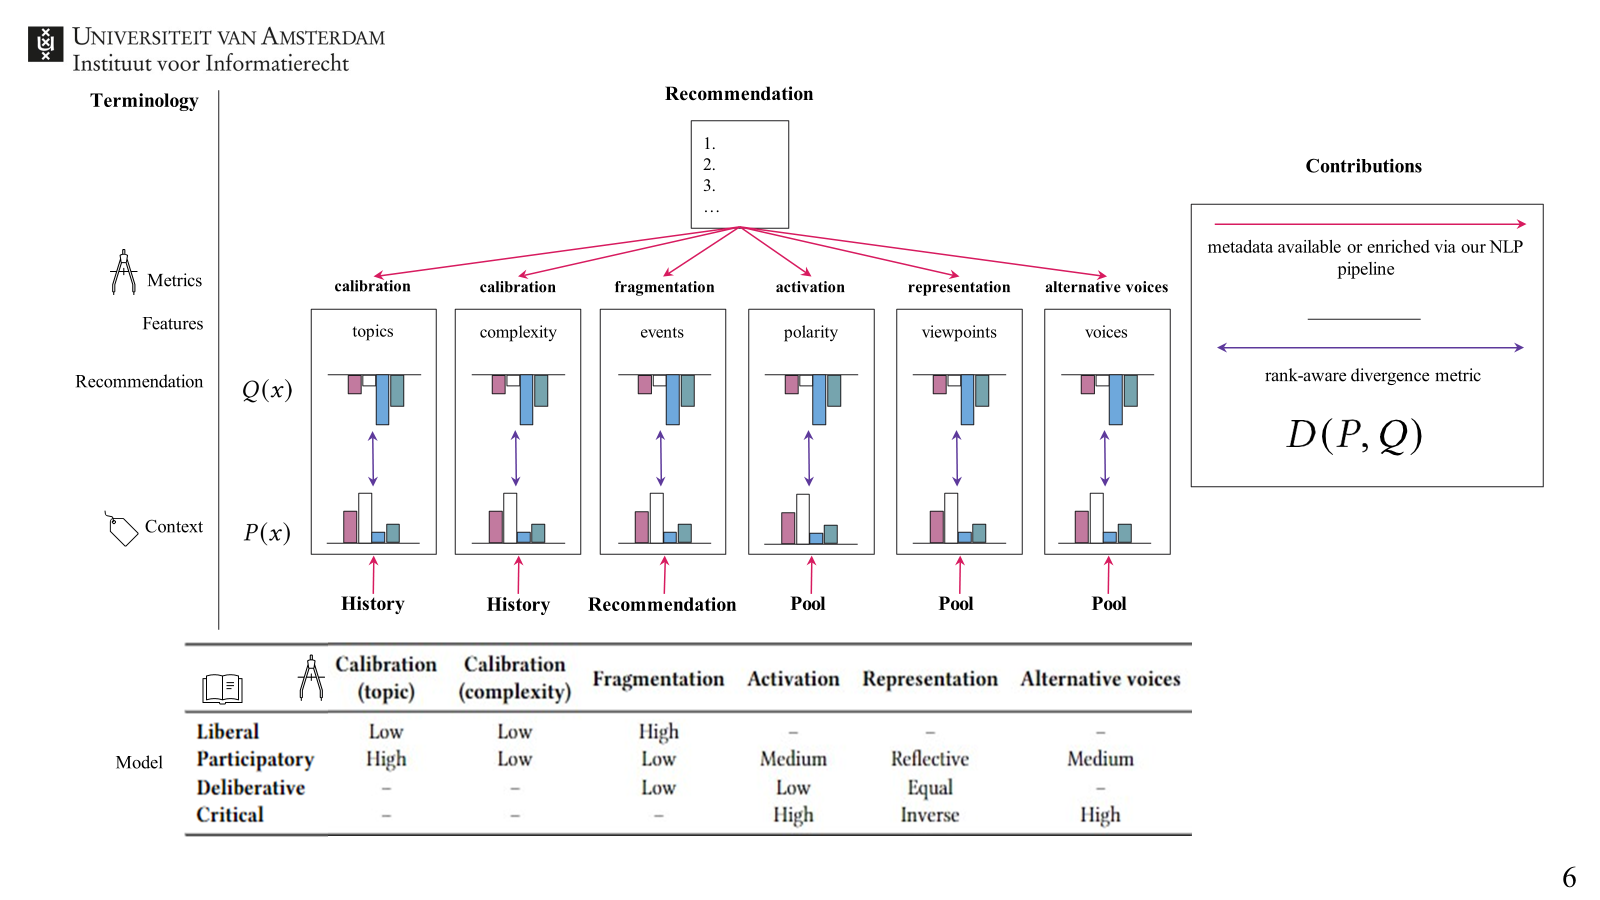 UNIVERSITEIT VAN AMSTERDAM
Instituut voor Informatierecht
Terminology
Recommendation
1.
2.
3.
…
Contributions
metadata available or enriched via our NLP
pipeline
rank-aware divergence metric
D(P, Q)
Metrics
calibration calibration fragmentation activation representation alternative voices
Features
topics complexity events polarity viewpoints voices
Recommendation
Q(x)
Context
P(x)
History History Recommendation Pool Pool Pool
Calibration (topic) Calibration (complexity) Fragmentation Activation Representation Alternative voices
Model
Liberal Low Low High – – –
Participatory High Low Low Medium Reflective Medium
Deliberative – – Low Low Equal –
Critical – – – High Inverse High
6